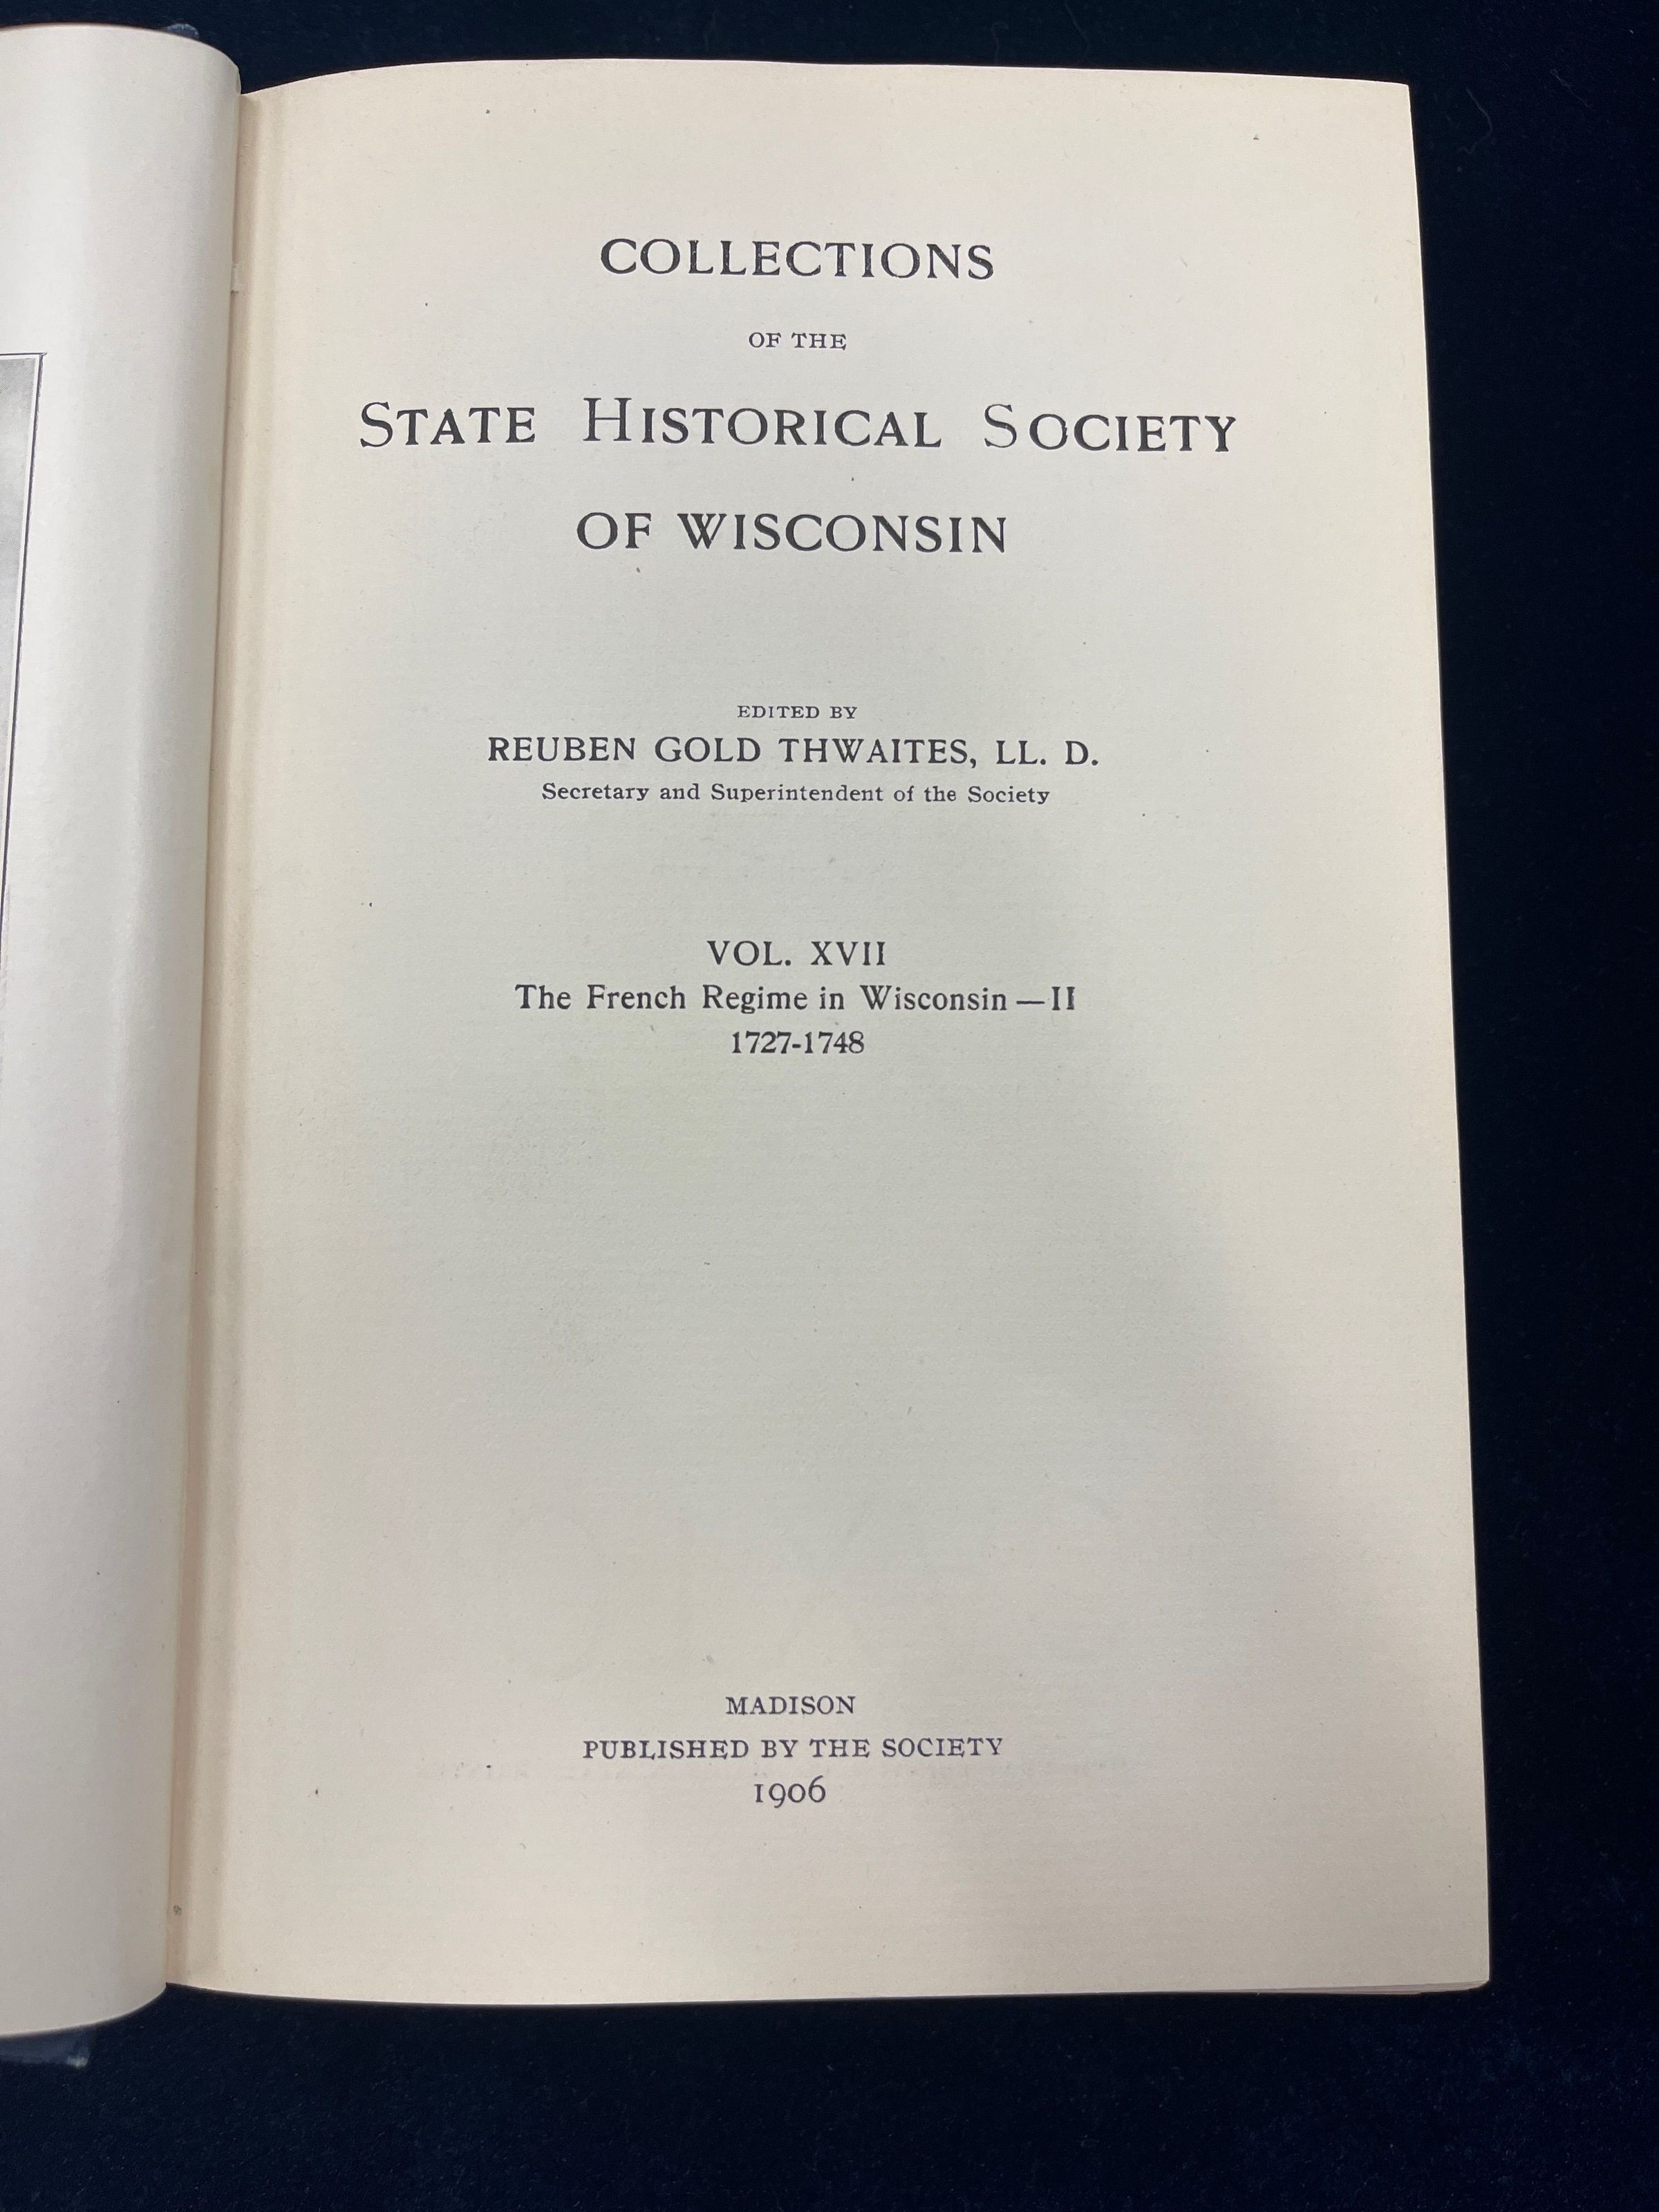 COLLECTIONS
OF THE
STATE HISTORICAL SOCIETY
OF WISCONSIN
EDITED BY
REUBEN GOLD THWAITES, LL. D.
Secretary and Superintendent of the Society
VOL. XVII
The French Regime in Wisconsin — II
1727-1748
MADISON
PUBLISHED BY THE SOCIETY
1906